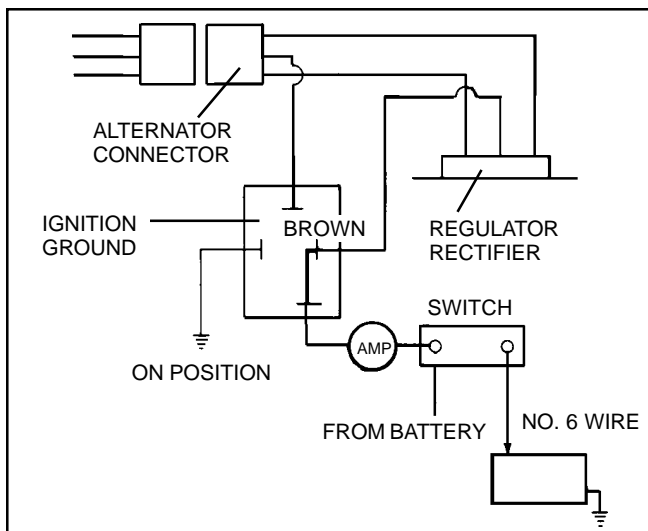 ALTERNATOR
CONNECTOR
IGNITION
GROUND
BROWN
REGULATOR
RECTIFIER
SWITCH
AMP
ON POSITION
FROM BATTERY
NO. 6 WIRE